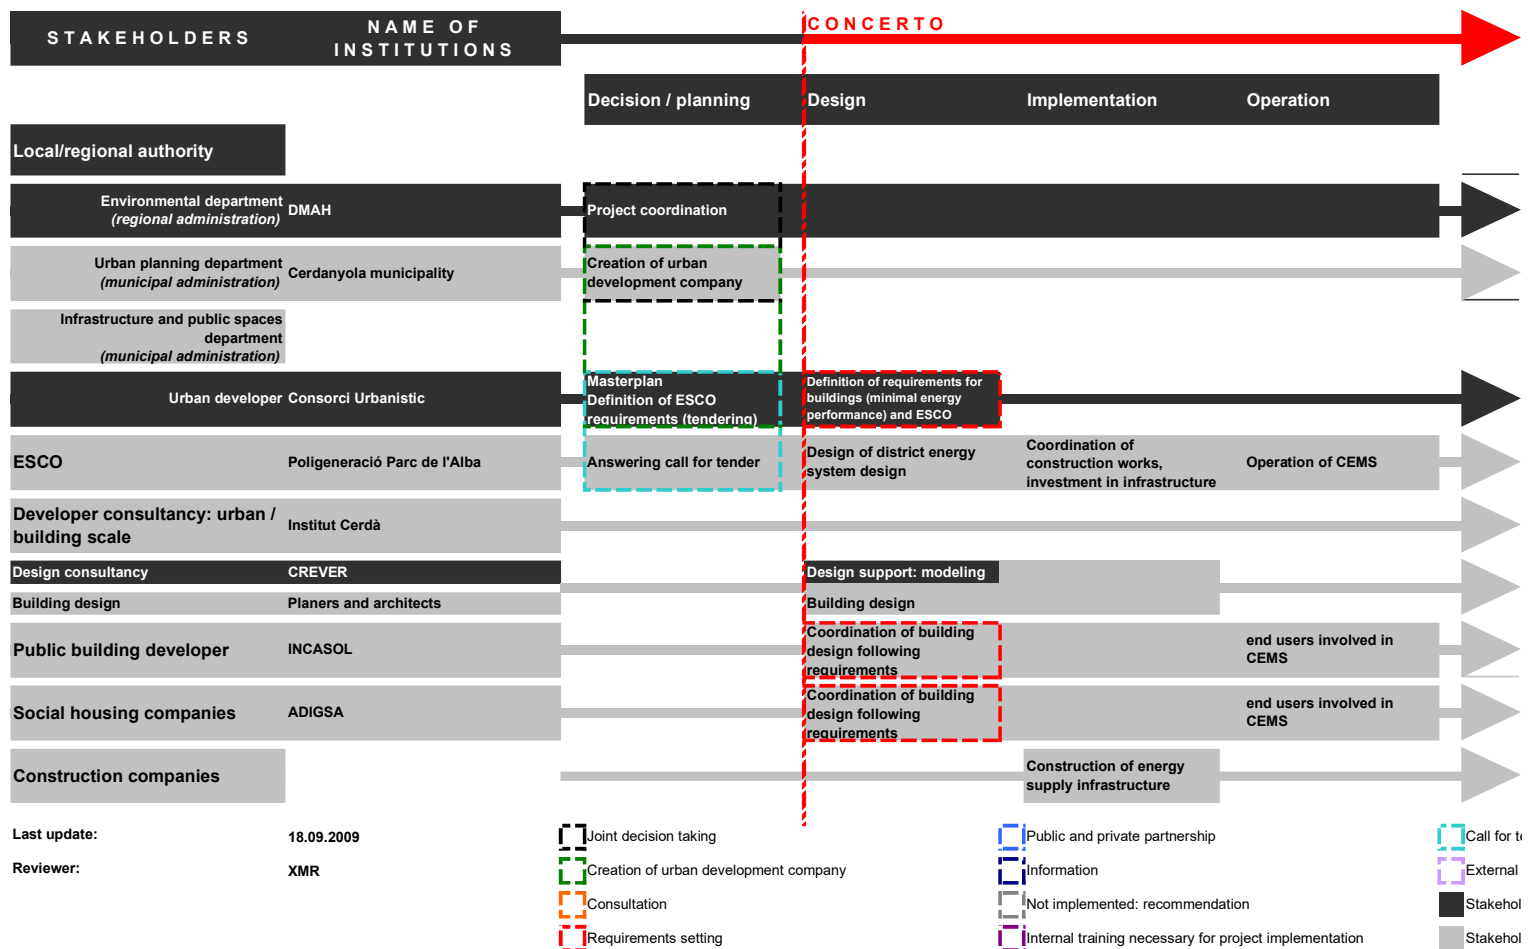 STAKEHOLDERS
NAME OF
INSTITUTIONS
CONCERTO
Decision / planning
Design
Implementation
Operation
Local/regional authority
Environmental department
(regional administration)
DMAH
Project coordination
Urban planning department
(municipal administration)
Cerdanyola municipality
Creation of urban
development company
Infrastructure and public spaces
department
(municipal administration)
Urban developer
Consorci Urbanistic
Masterplan
Definition of ESCO
requirements (tendering)
Definition of requirements for
buildings (minimal energy
performance) and ESCO
ESCO
Poligeneració Parc de l'Alba
Answering call for tender
Design of district energy
system design
Coordination of
construction works,
investment in infrastructure
Operation of CEMS
Developer consultancy: urban /
building scale
Institut Cerdà
Design consultancy
CREVER
Design support: modeling
Building design
Planers and architects
Building design
Public building developer
INCASOL
Coordination of building
design following
requirements
end users involved in
CEMS
Social housing companies
ADIGSA
Coordination of building
design following
requirements
end users involved in
CEMS
Construction companies
Construction of energy
supply infrastructure
Last update:
18.09.2009
Reviewer:
XMR
Joint decision taking
Public and private partnership
Call for
Creation of urban development company
Information
External
Consultation
Not implemented: recommendation
Requirements setting
Internal training necessary for project implementation